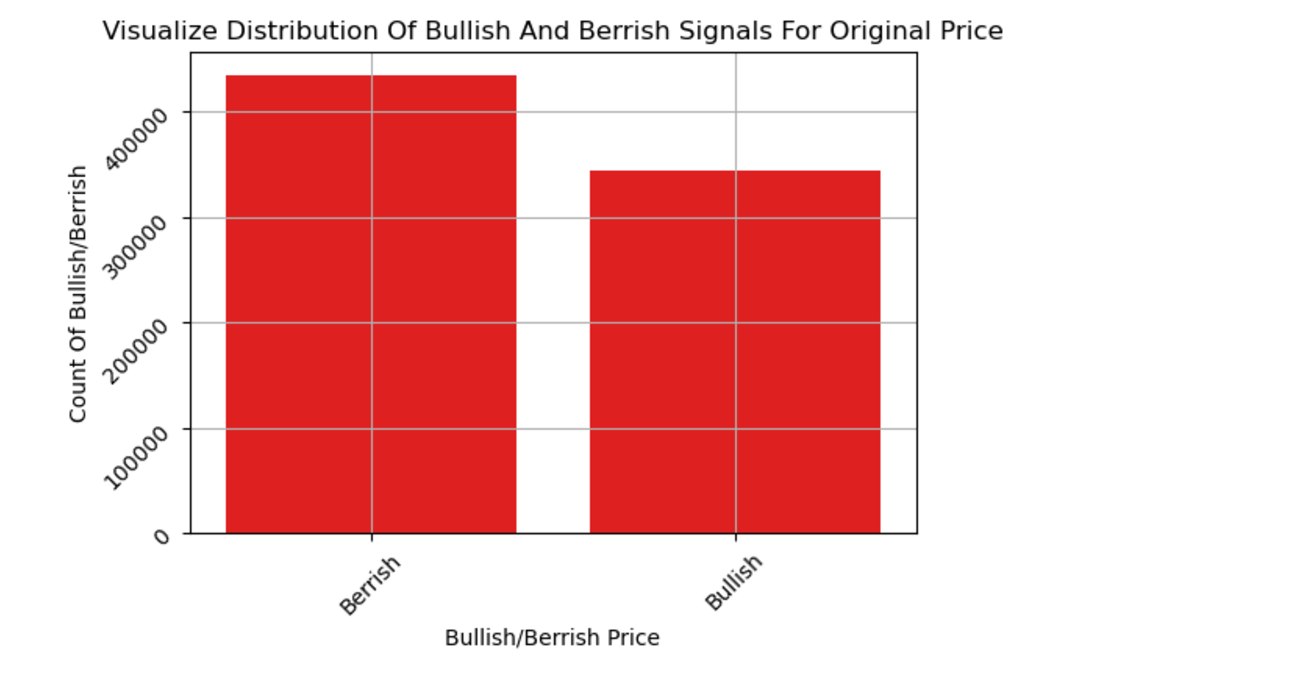 Visualize Distribution Of Bullish And Berrish Signals For Original Price
Count Of Bullish/Berrish
400000
300000
200000
100000
0
Berrish
Bullish
Bullish/Berrish Price